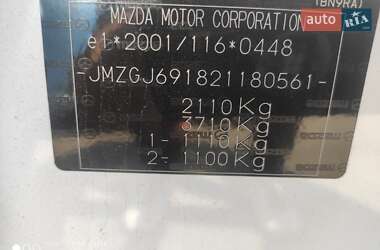 (BN9RA)
AUTO RIA
MAZDA MOTOR CORPORATION
e1*2001/116*0448
-JMZGJ691821180561-
2110Kg
3710Kg
1- 1110Kg
2- 1100Kg